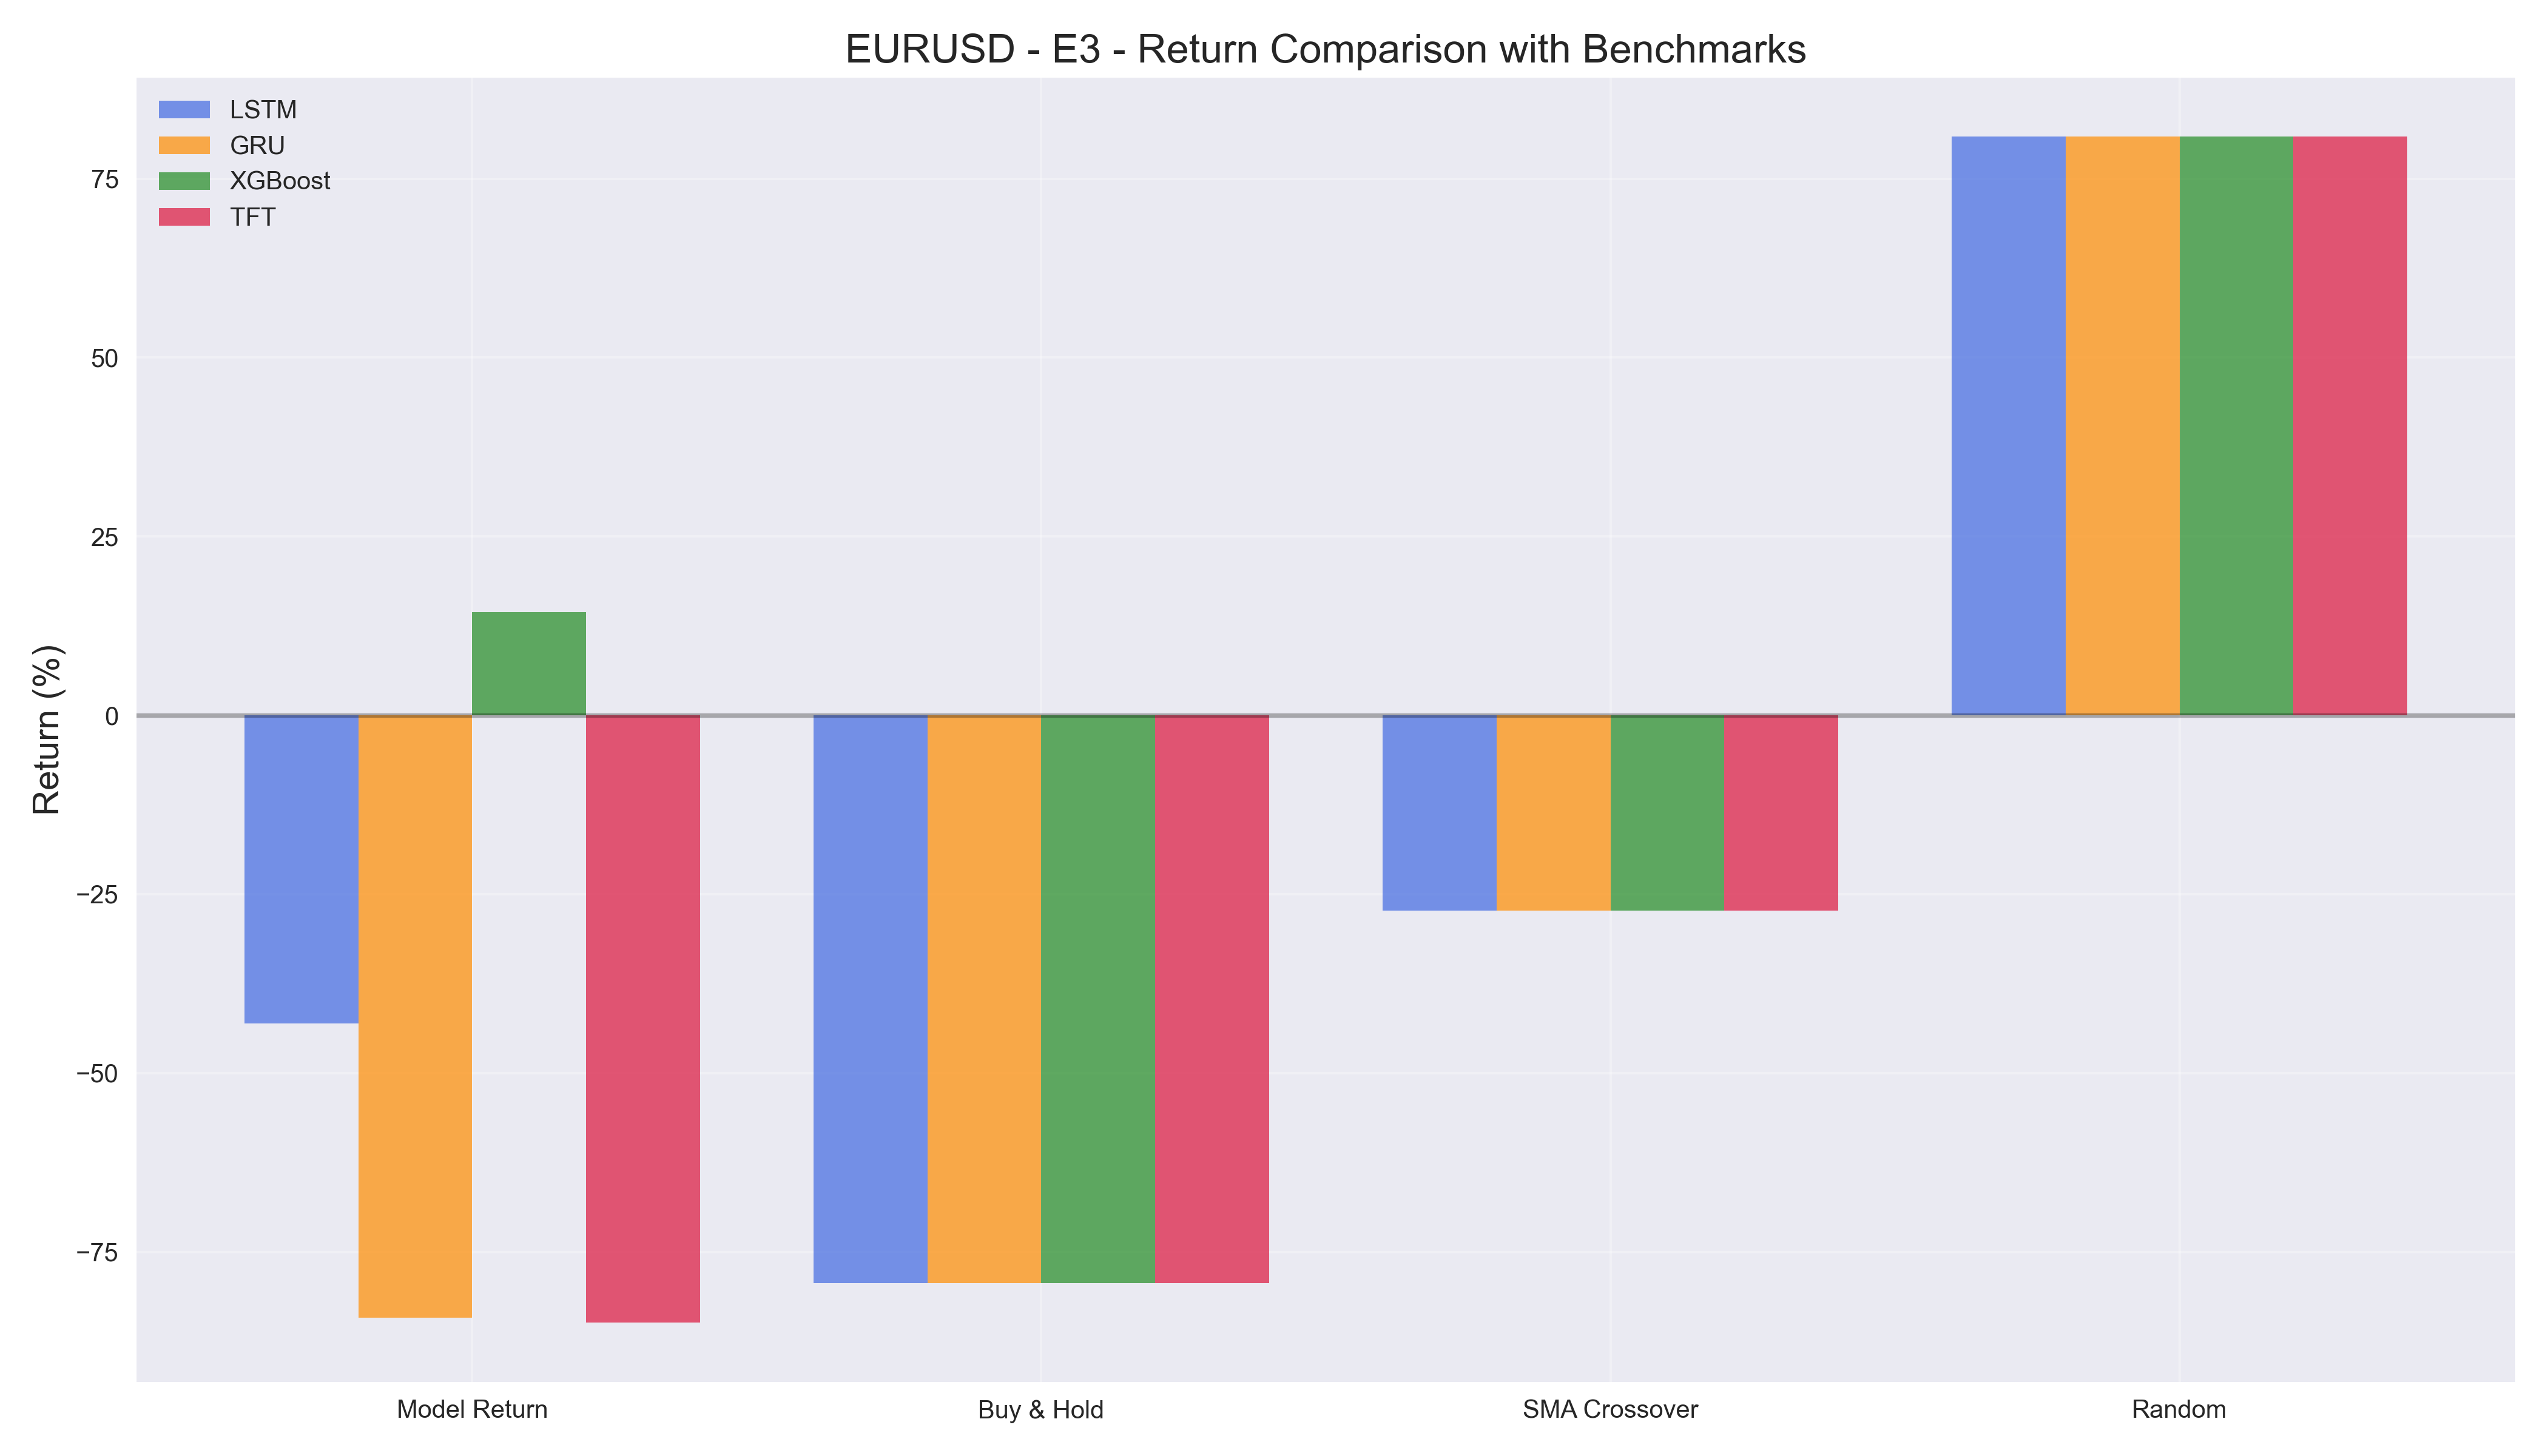 EURUSD - E3 - Return Comparison with Benchmarks
LSTM
GRU
XGBoost
TFT
75
50
25
0
−25
−50
−75
Return (%)
Model Return
Buy & Hold
SMA Crossover
Random